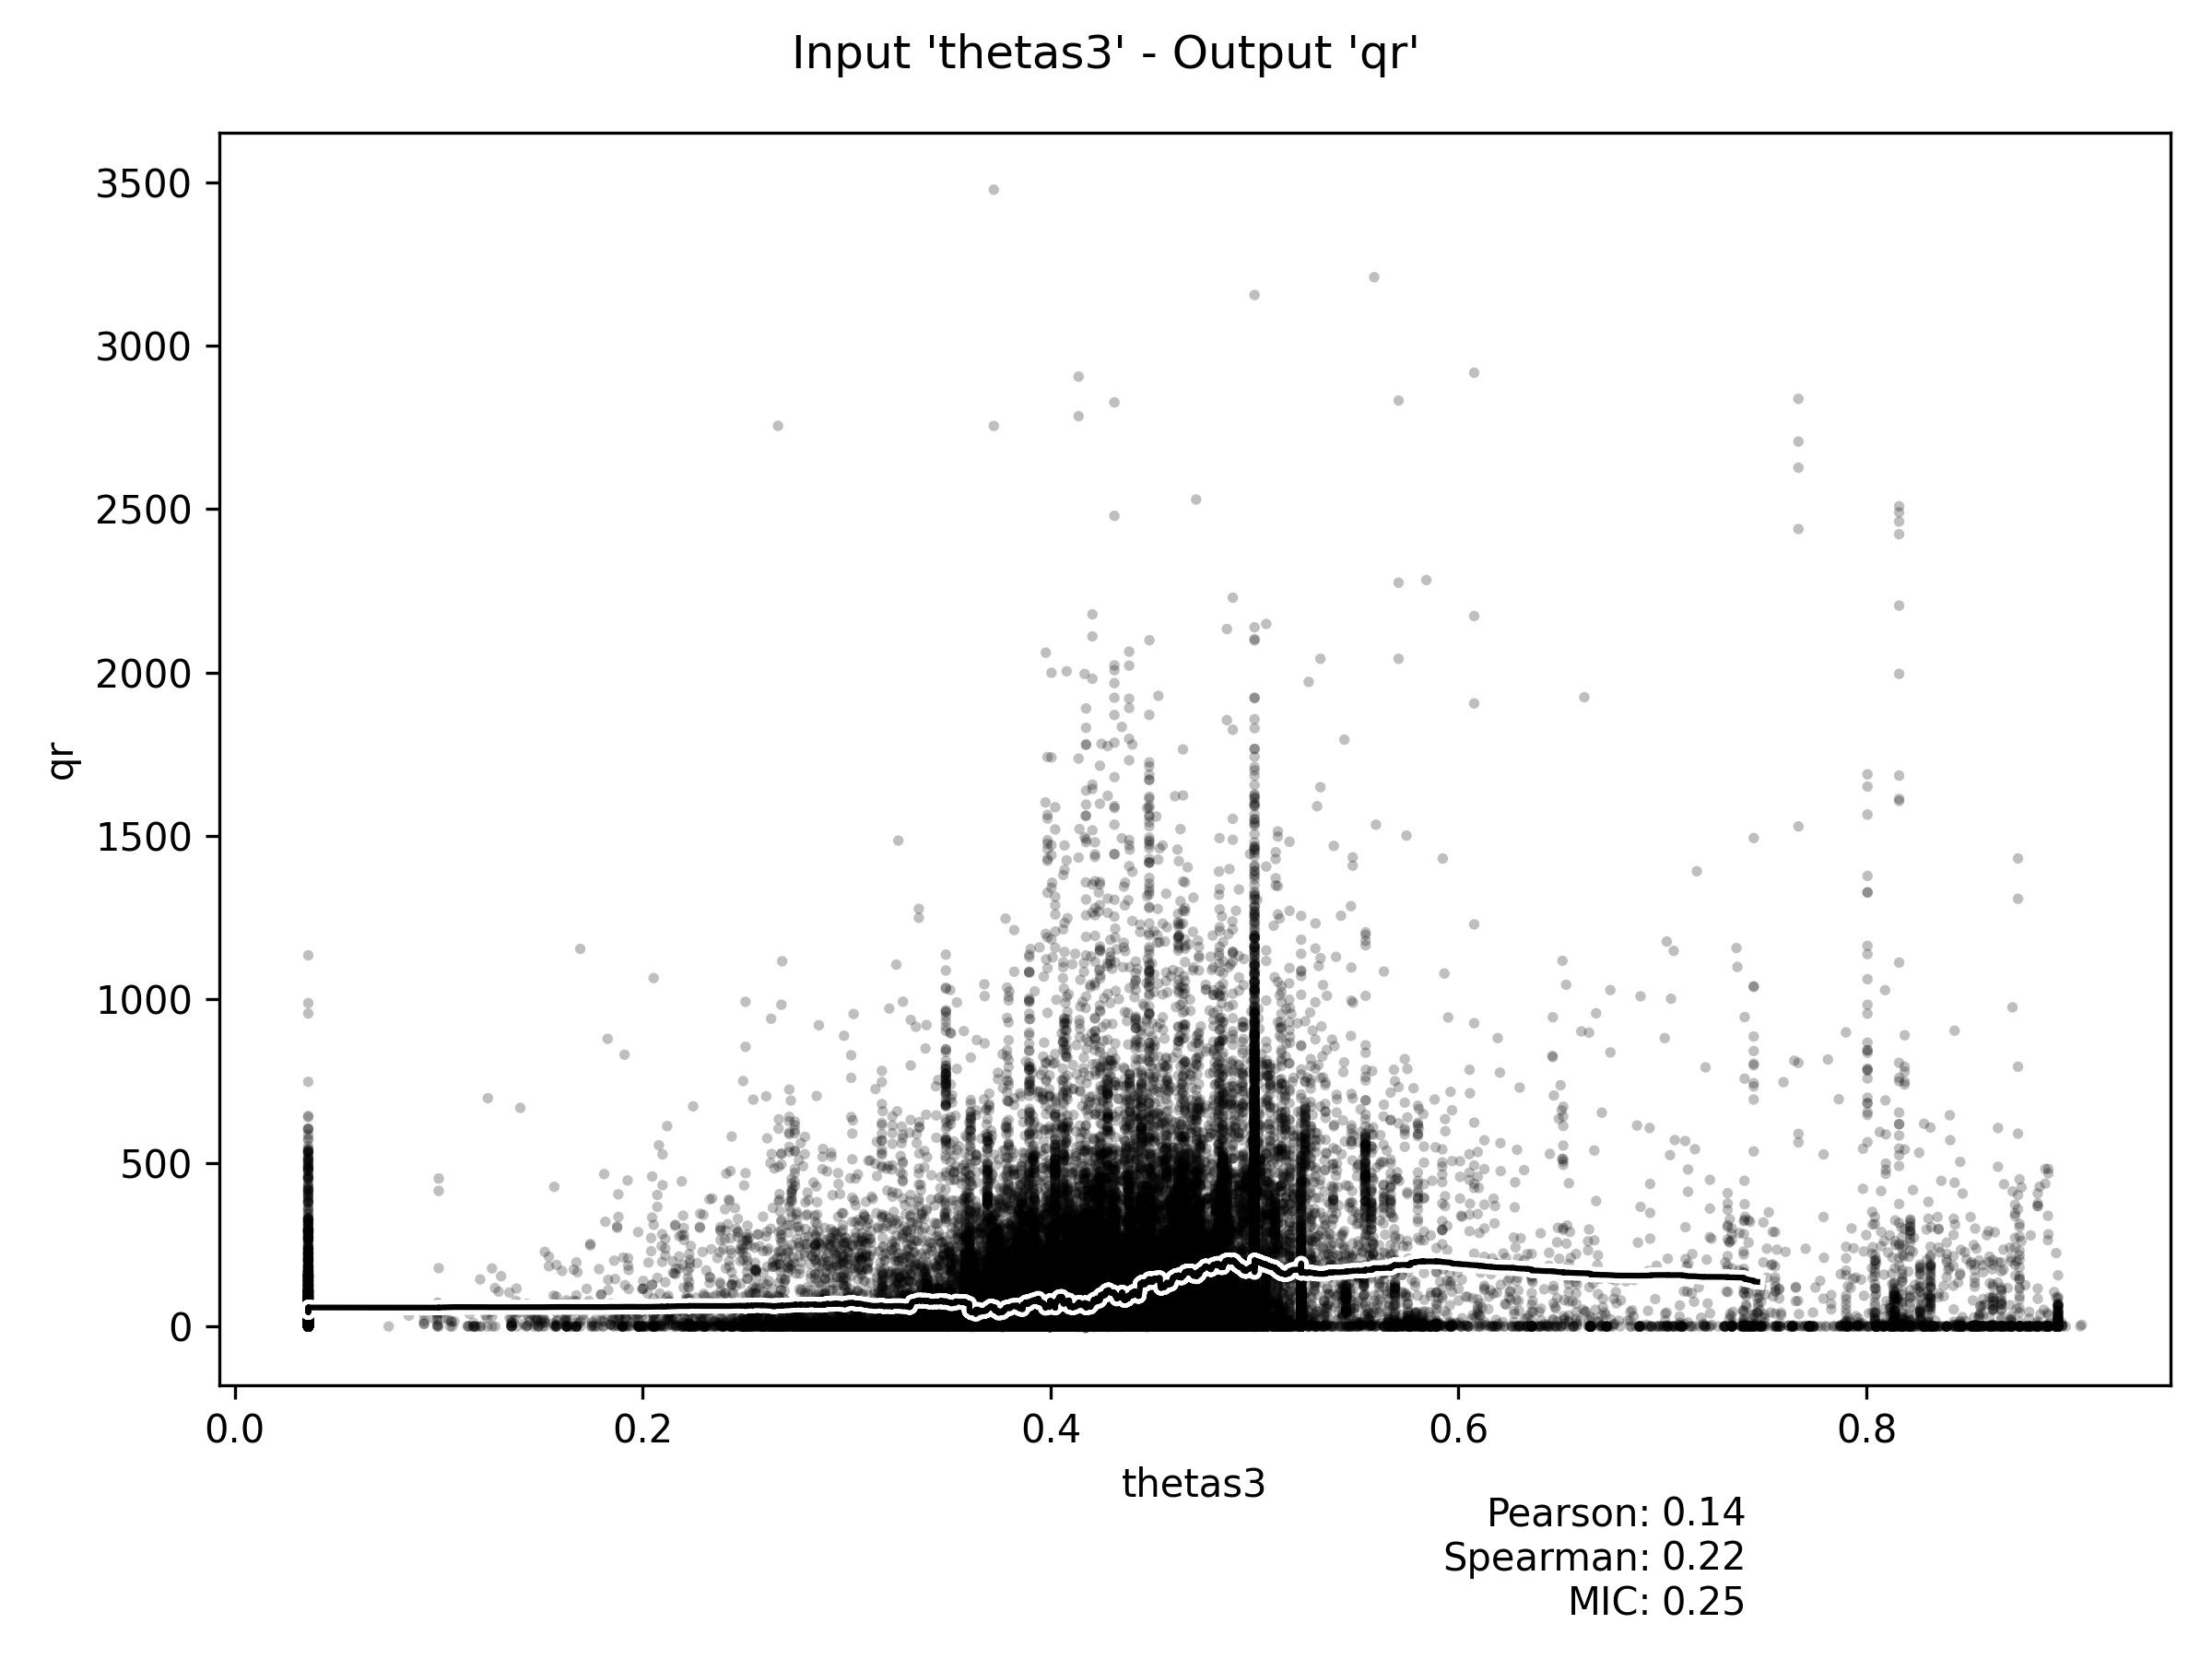 Input 'thetas3' - Output 'qr'
3500
3000
2500
2000
1500
1000
500
0
qr
0.0 0.2 0.4 0.6 0.8
thetas3
Pearson: 0.14
Spearman: 0.22
MIC: 0.25